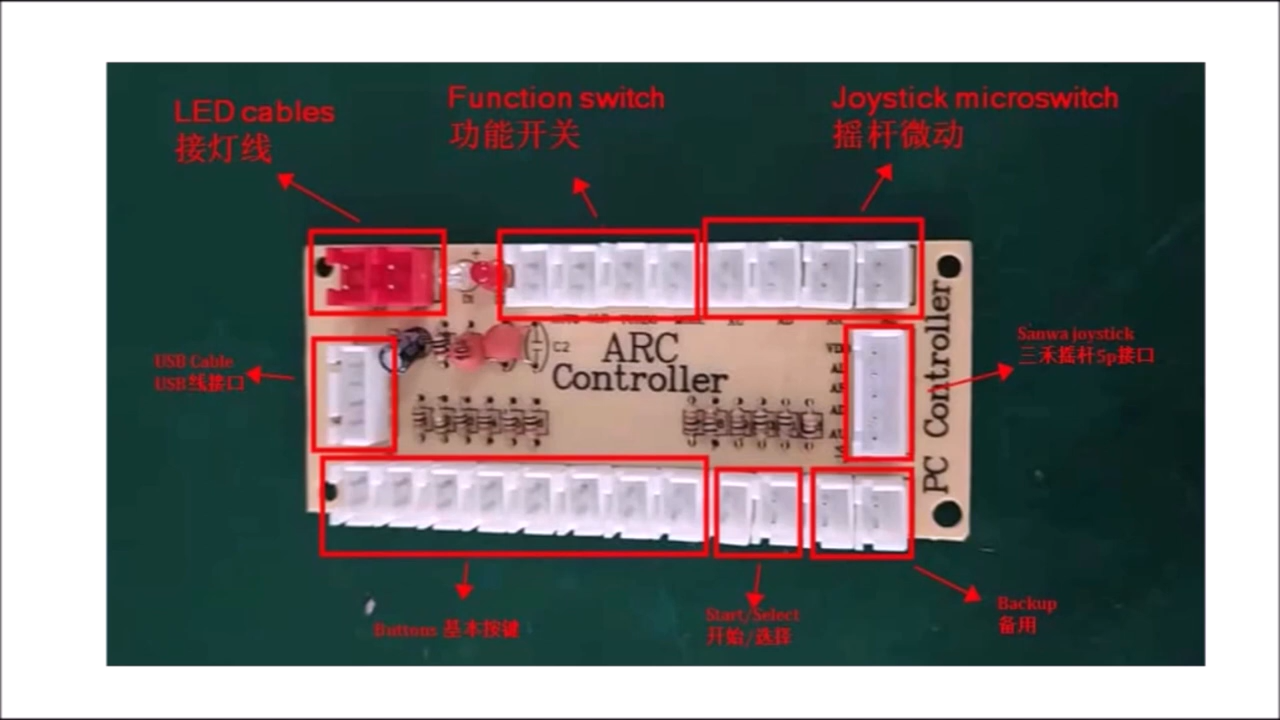 LED cables
接灯线
Function switch
功能开关
Joystick microswitch
摇杆微动
USB Cable
USB线接口
C2
ARC
Controller
PC Controller
Sanwa joystick
三禾摇杆5p接口
Buttons 基本按键
Start/Select
开始/选择
Backup
备用